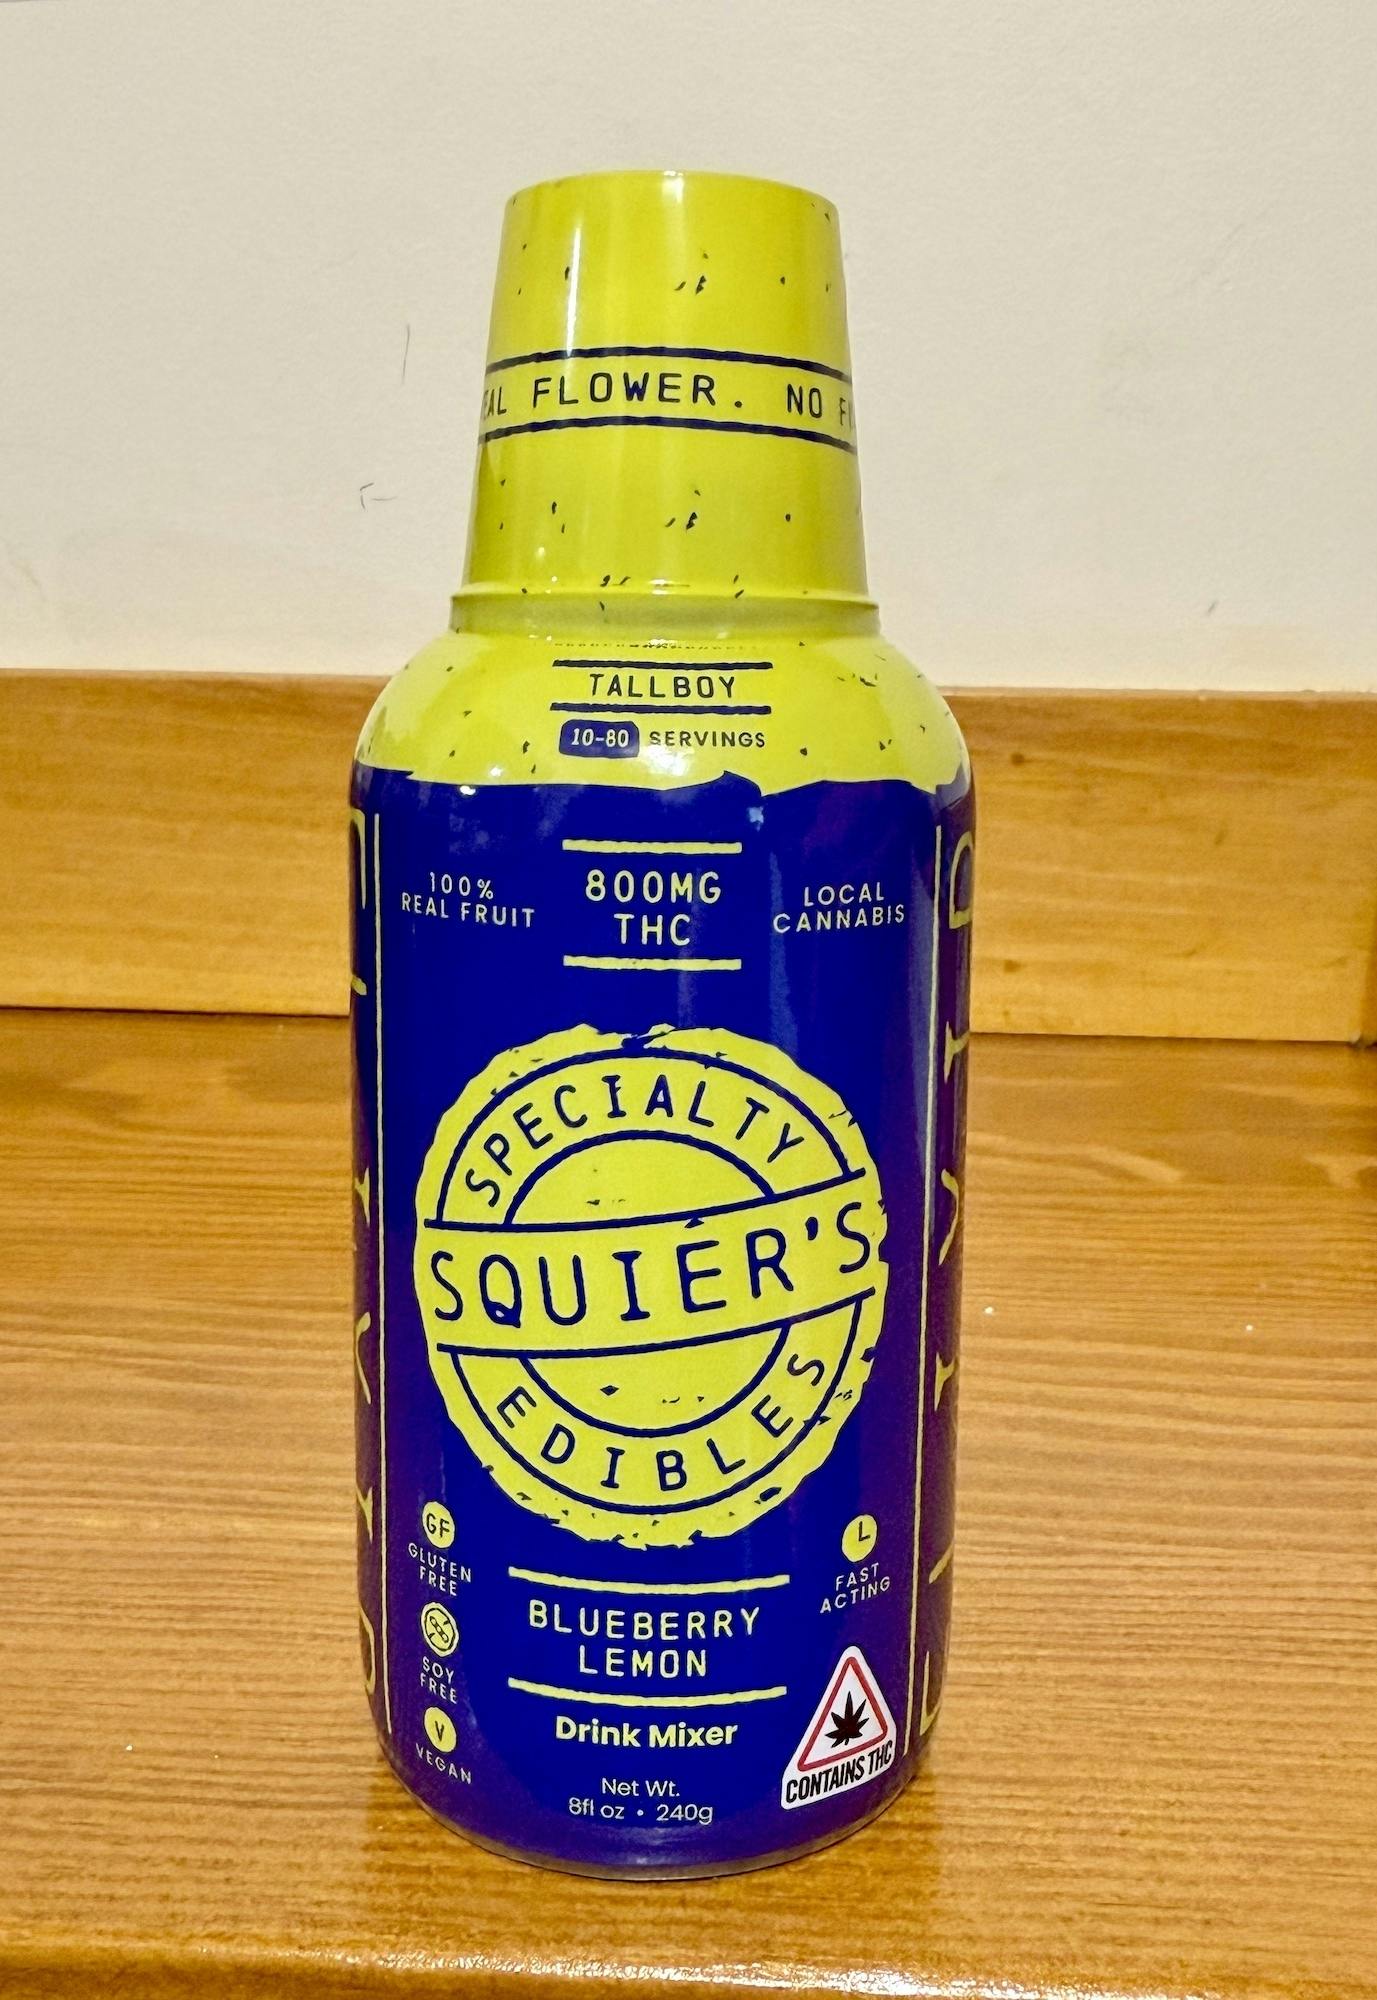 FLOWER. NO
TALLBOY
10-80 SERVINGS
100%
REAL FRUIT
800MG
THC
LOCAL
CANNABIS
SPECIALTY
SQUIER'S
EDIBLES
GF
GLUTEN
FREE
SOY
FREE
V
VEGAN
FAST
ACTING
BLUEBERRY
LEMON
Drink Mixer
Net Wt.
8fl oz • 240g
CONTAINS THC